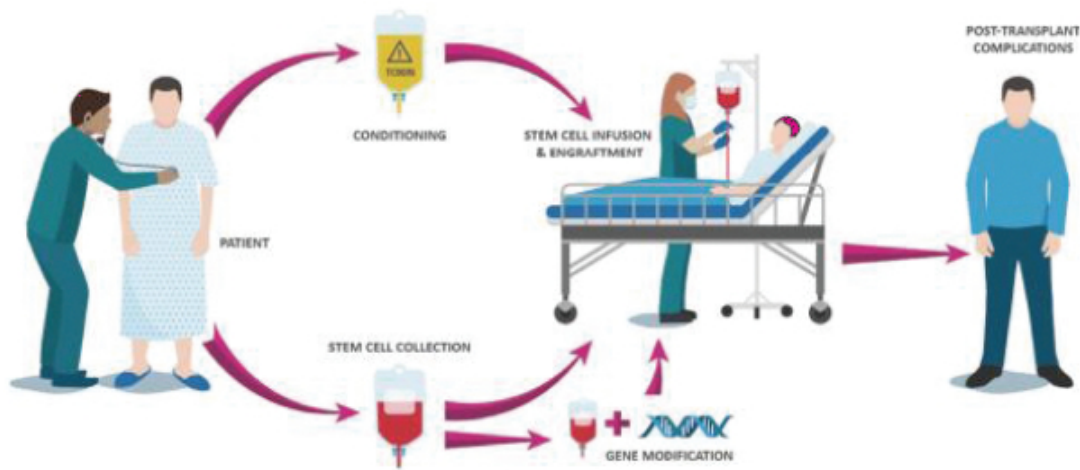 POST-TRANSPLANT
COMPLICATIONS
TOXIN
CONDITIONING
STEM CELL INFUSION
& ENGRAFTMENT
PATIENT
STEM CELL COLLECTION
GENE MODIFICATION